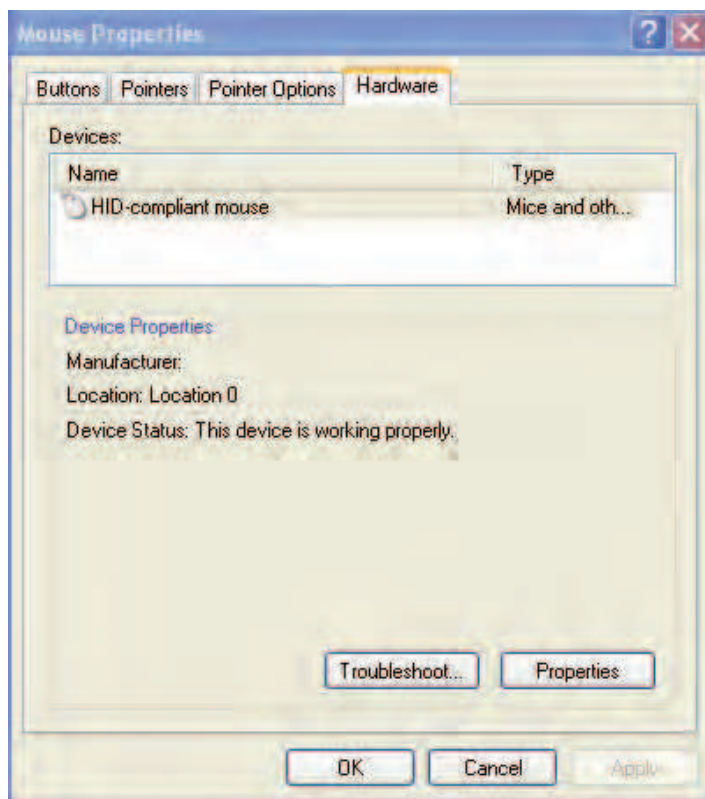 Mouse Properties
?
Buttons Pointers Pointer Options Hardware
Devices:
Name Type
HID-compliant mouse Mice and oth...
Device Properties
Manufacturer:
Location: Location 0
Device Status: This device is working properly.
Troubleshoot... Properties
OK Cancel Apply